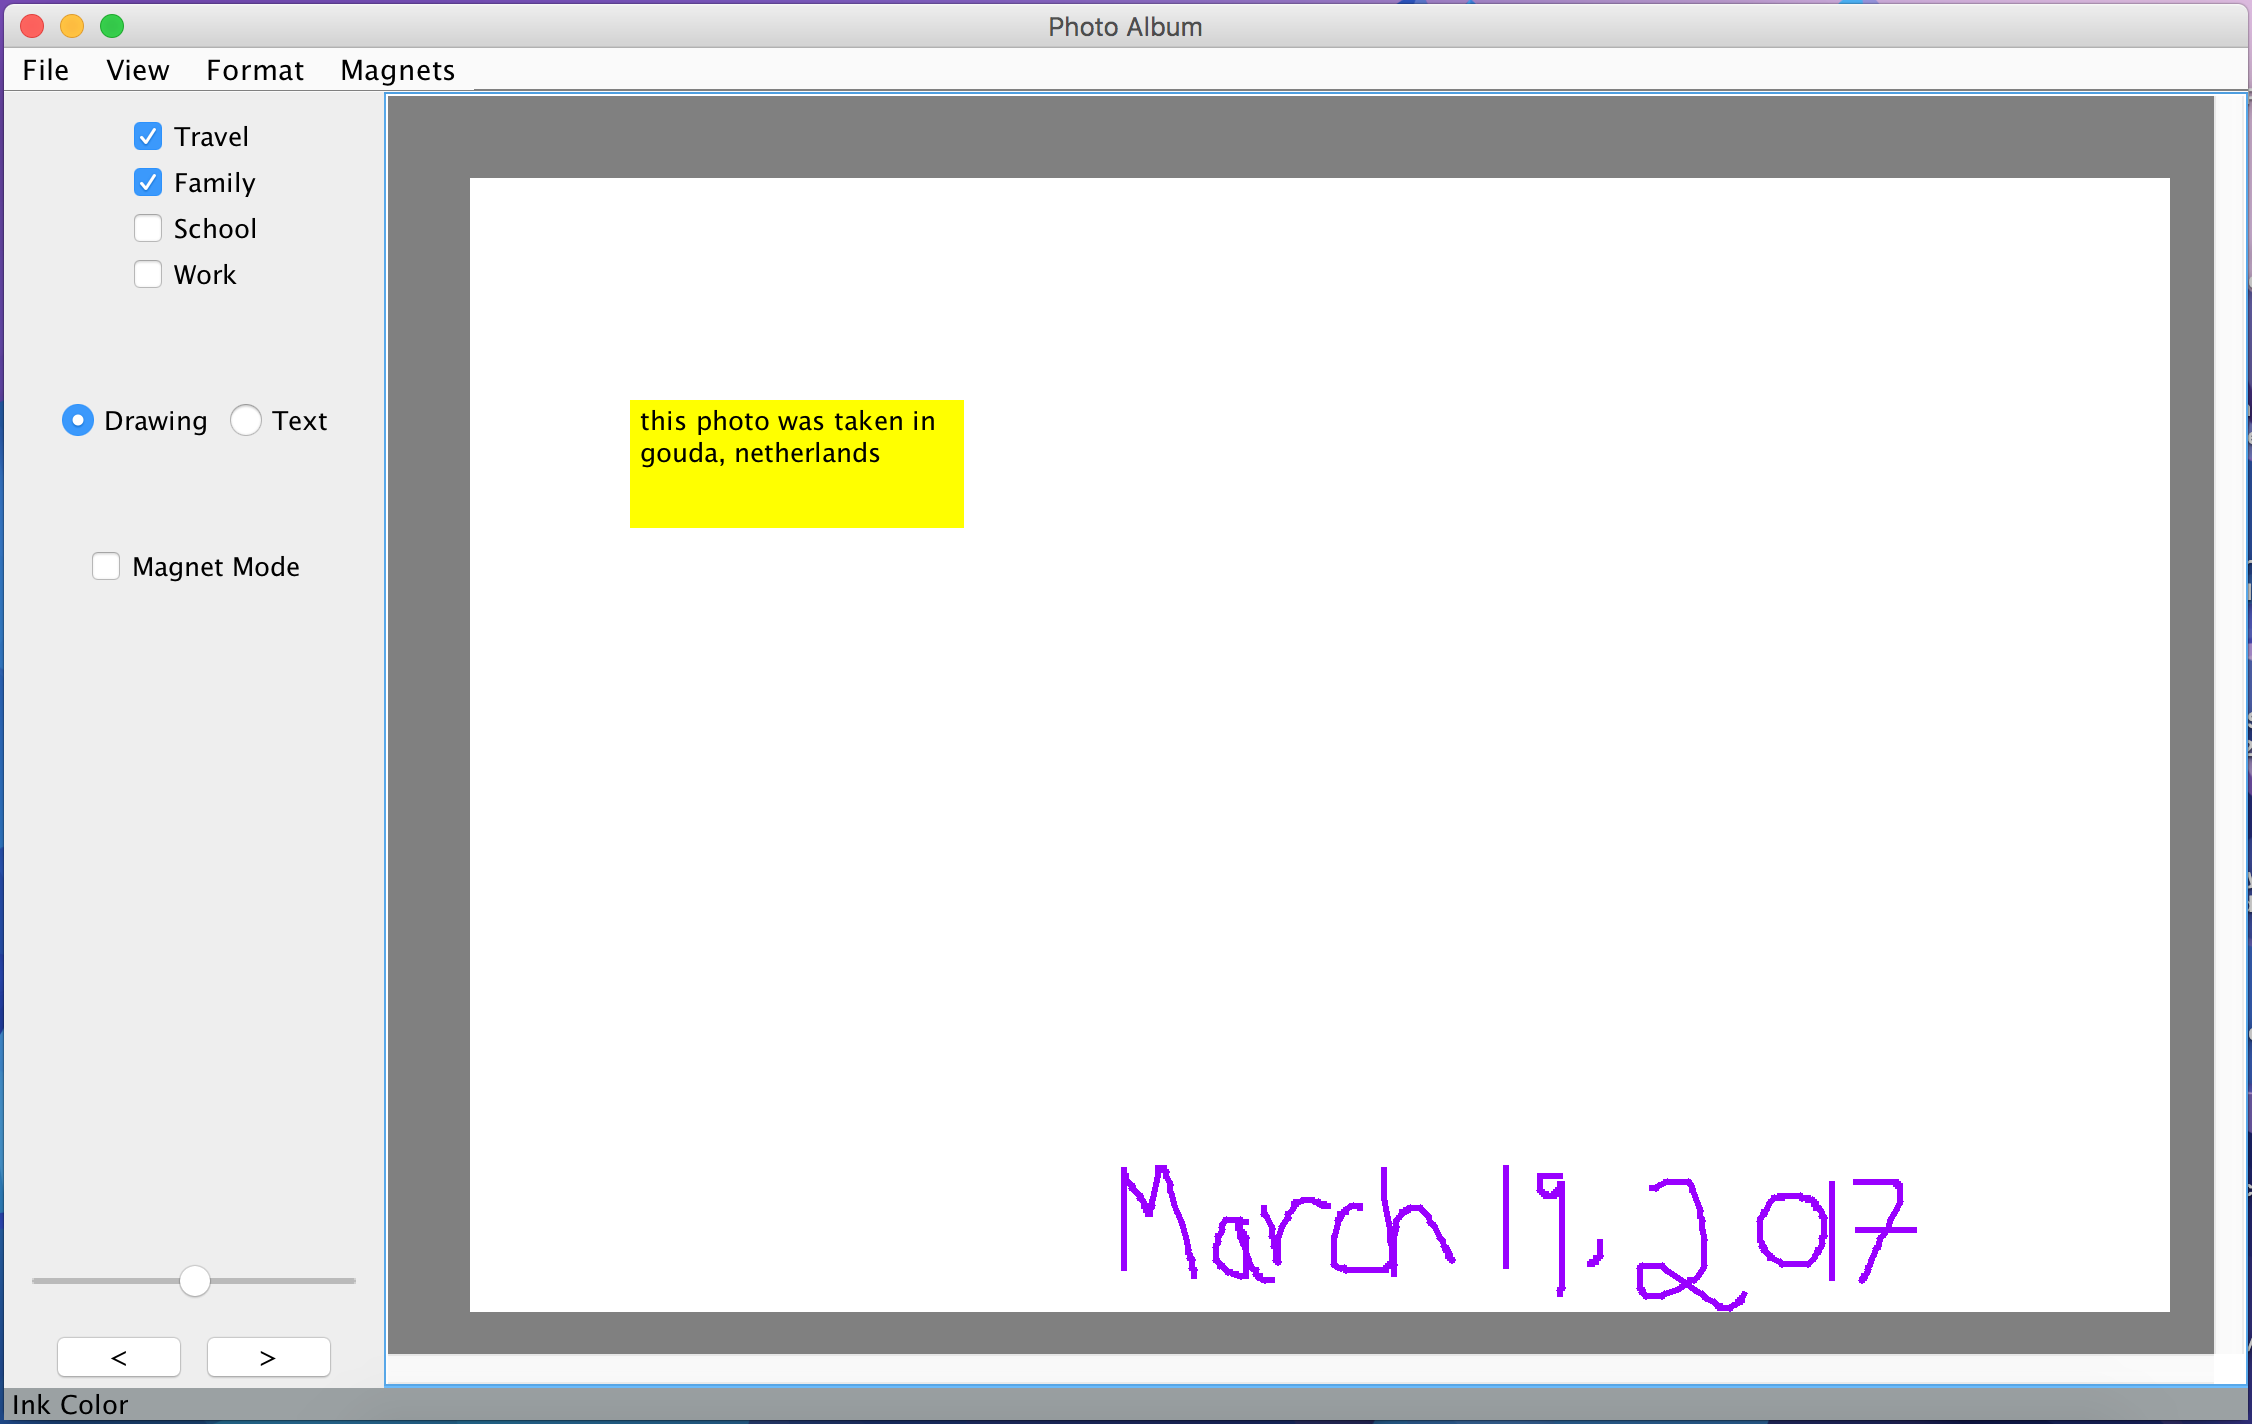 Photo Album
File View Format Magnets
Travel
Family
School
Work
Drawing Text
Magnet Mode
this photo was taken in
gouda, netherlands
March 19, 2017
< >
Ink Color